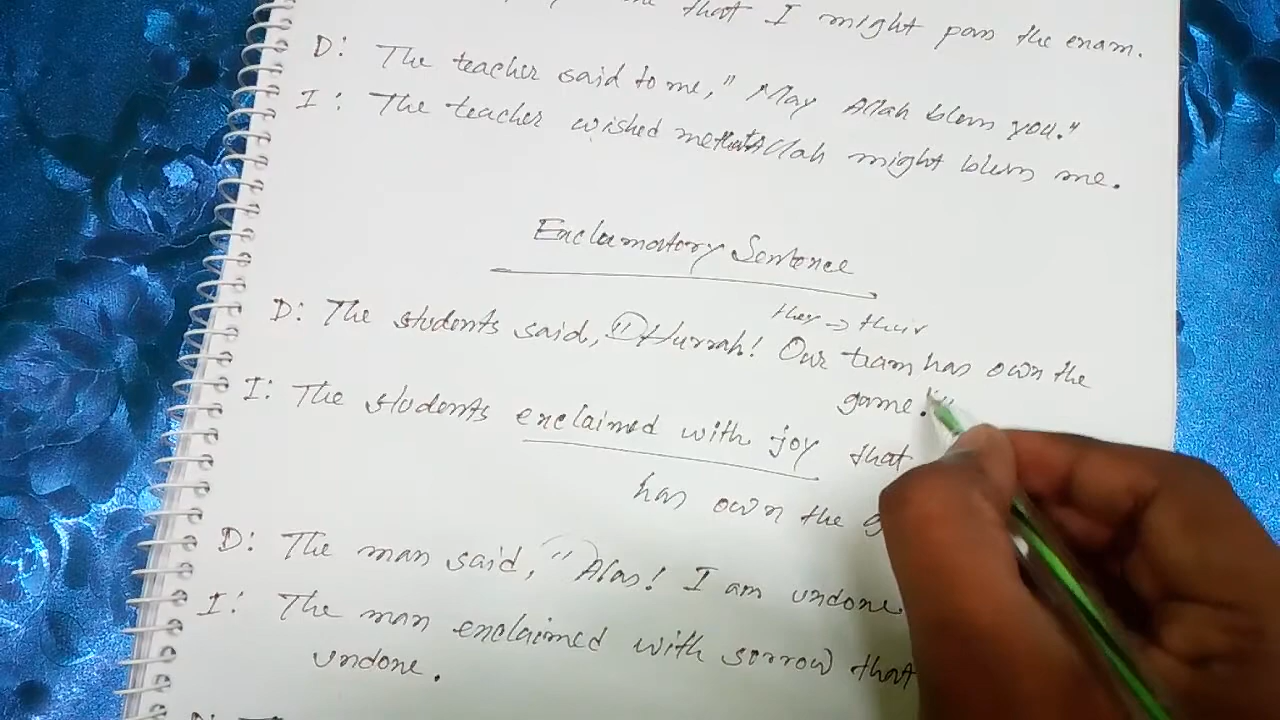 that I might pass the exam.
D: The teacher said to me," May Allah bless you."
I: The teacher wished me that Allah might bless me.
Exclamatory Sentence
they → their
D: The students said, "Hurrah! Our team has own the
game."
I: The students exclaimed with joy that
has own the
D: The man said, "Alas! I am undone
I: The man exclaimed with sorrow that
undone.